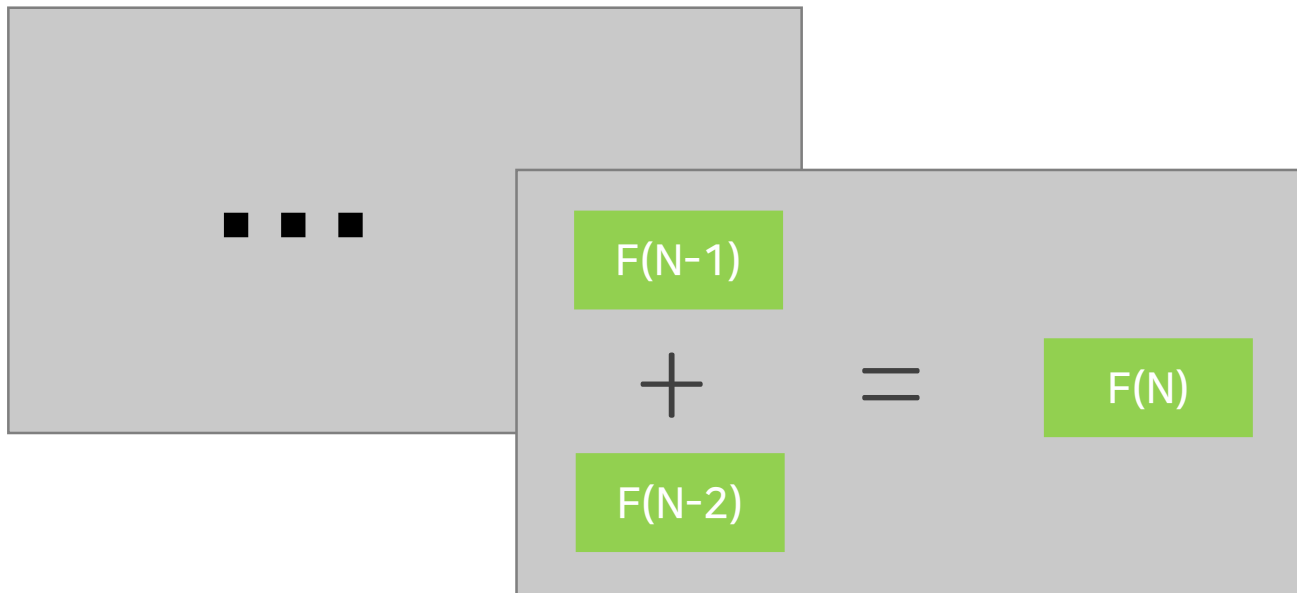 ...
F(N-1)
+
=
F(N)
F(N-2)